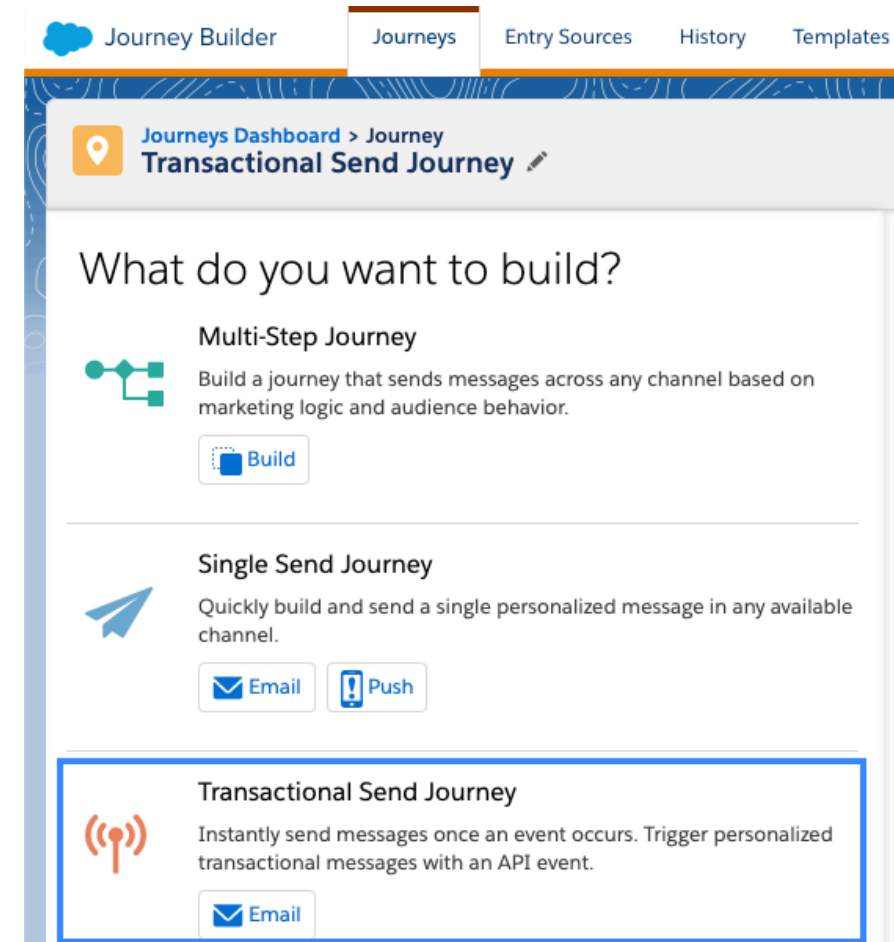 Journey Builder Journeys Entry Sources History Templates
Journeys Dashboard > Journey
Transactional Send Journey
What do you want to build?
Multi-Step Journey
Build a journey that sends messages across any channel based on
marketing logic and audience behavior.
Build
Single Send Journey
Quickly build and send a single personalized message in any available
channel.
Email Push
Transactional Send Journey
Instantly send messages once an event occurs. Trigger personalized
transactional messages with an API event.
Email